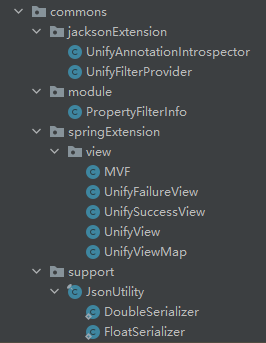 commons
jacksonExtension
UnifyAnnotationIntrospector
UnifyFilterProvider
module
PropertyFilterInfo
springExtension
view
MVF
UnifyFailureView
UnifySuccessView
UnifyView
UnifyViewMap
support
JsonUtility
DoubleSerializer
FloatSerializer